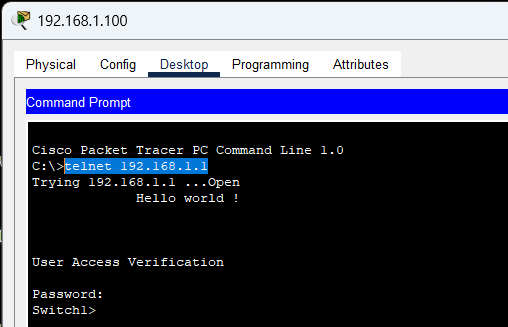 192.168.1.100
Physical Config Desktop Programming Attributes
Command Prompt
Cisco Packet Tracer PC Command Line 1.0
C:\>telnet 192.168.1.1
Trying 192.168.1.1 ...Open
Hello world !
User Access Verification
Password:
Switch1>